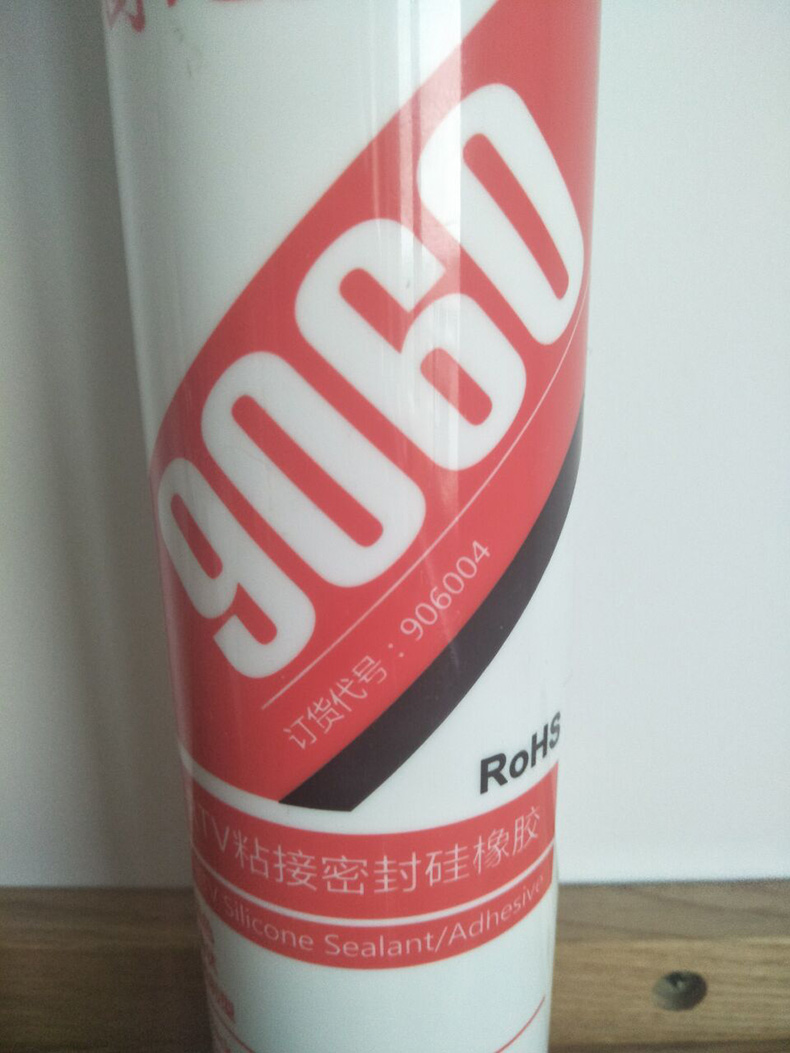 9060
订货代号：906004
RoHS
TV粘接密封硅橡胶
Silicone Sealant/Adhesive